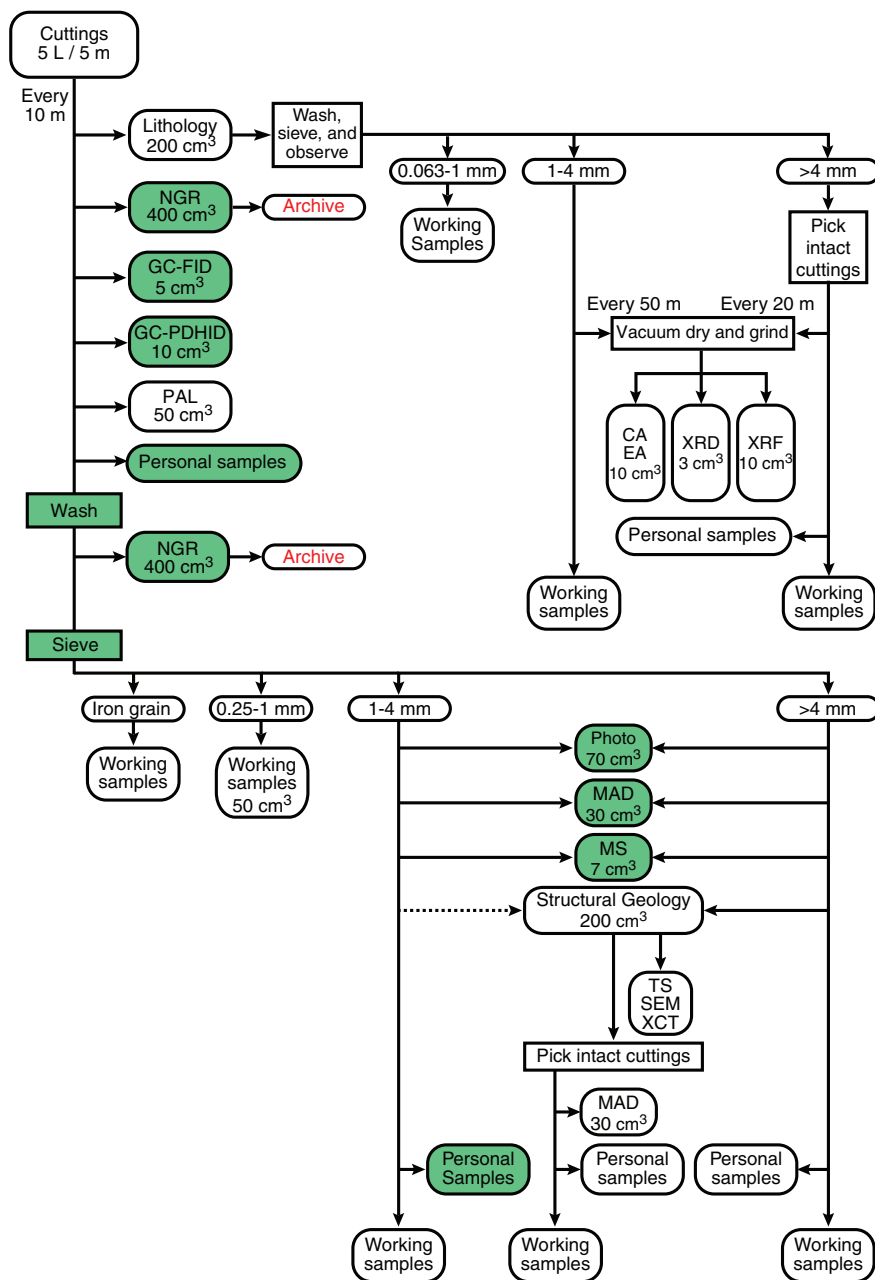 Cuttings
5 L / 5 m
Every
10 m
Lithology
200 cm³
Wash,
sieve, and
observe
0.063-1 mm
1-4 mm
>4 mm
NGR
400 cm³
Archive
Working
Samples
Pick
intact
cuttings
GC-FID
5 cm³
Every 50 m
Every 20 m
GC-PDHID
10 cm³
Vacuum dry and grind
PAL
50 cm³
CA
EA
10 cm³
XRD
3 cm³
XRF
10 cm³
Personal samples
Wash
Personal samples
NGR
400 cm³
Archive
Working
samples
Working
samples
Sieve
Iron grain
0.25-1 mm
1-4 mm
>4 mm
Working
samples
Working
samples
50 cm³
Photo
70 cm³
MAD
30 cm³
MS
7 cm³
Structural Geology
200 cm³
TS
SEM
XCT
Pick intact cuttings
MAD
30 cm³
Personal
Samples
Personal
samples
Personal
samples
Working
samples
Working
samples
Working
samples